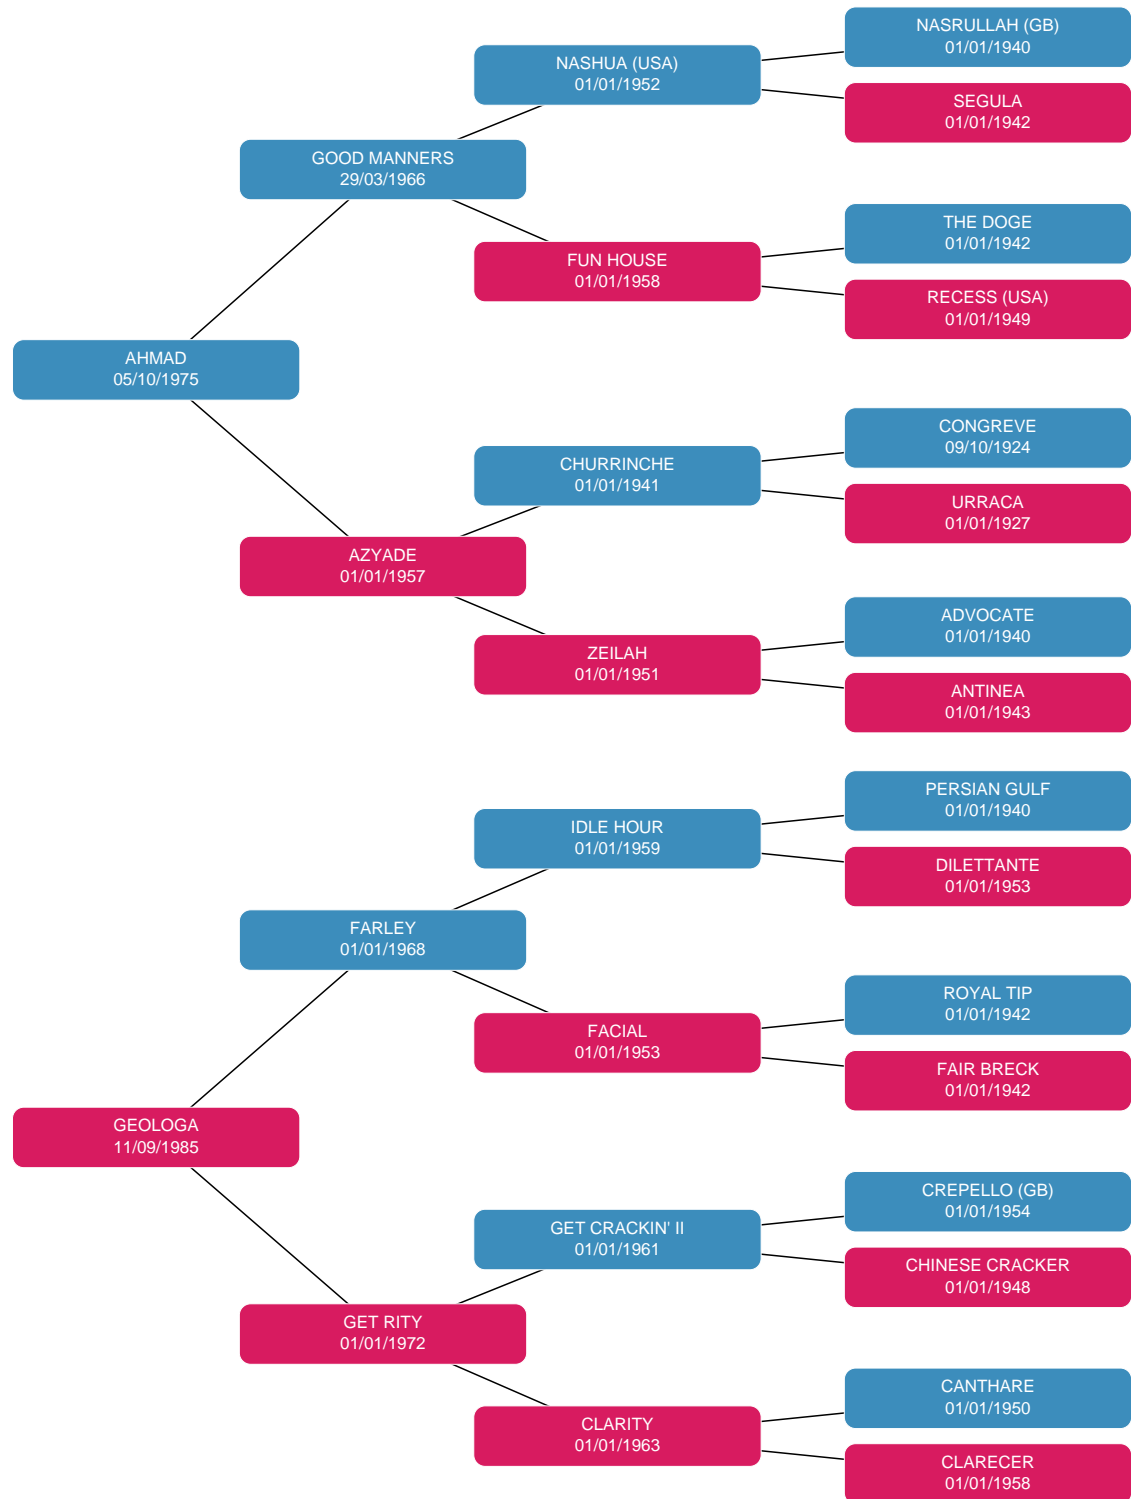 NASRULLAH (GB)
01/01/1940
NASHUA (USA)
01/01/1952
SEGULA
01/01/1942
GOOD MANNERS
29/03/1966
THE DOGE
01/01/1942
FUN HOUSE
01/01/1958
RECESS (USA)
01/01/1949
AHMAD
05/10/1975
CONGREVE
09/10/1924
CHURRINCHE
01/01/1941
URRACA
01/01/1927
AZYADE
01/01/1957
ADVOCATE
01/01/1940
ZEILAH
01/01/1951
ANTINEA
01/01/1943
PERSIAN GULF
01/01/1940
IDLE HOUR
01/01/1959
DILETTANTE
01/01/1953
FARLEY
01/01/1968
ROYAL TIP
01/01/1942
FACIAL
01/01/1953
FAIR BRECK
01/01/1942
GEOLOGA
11/09/1985
CREPELLO (GB)
01/01/1954
GET CRACKIN' II
01/01/1961
CHINESE CRACKER
01/01/1948
GET RITY
01/01/1972
CANTHARE
01/01/1950
CLARITY
01/01/1963
CLARECER
01/01/1958